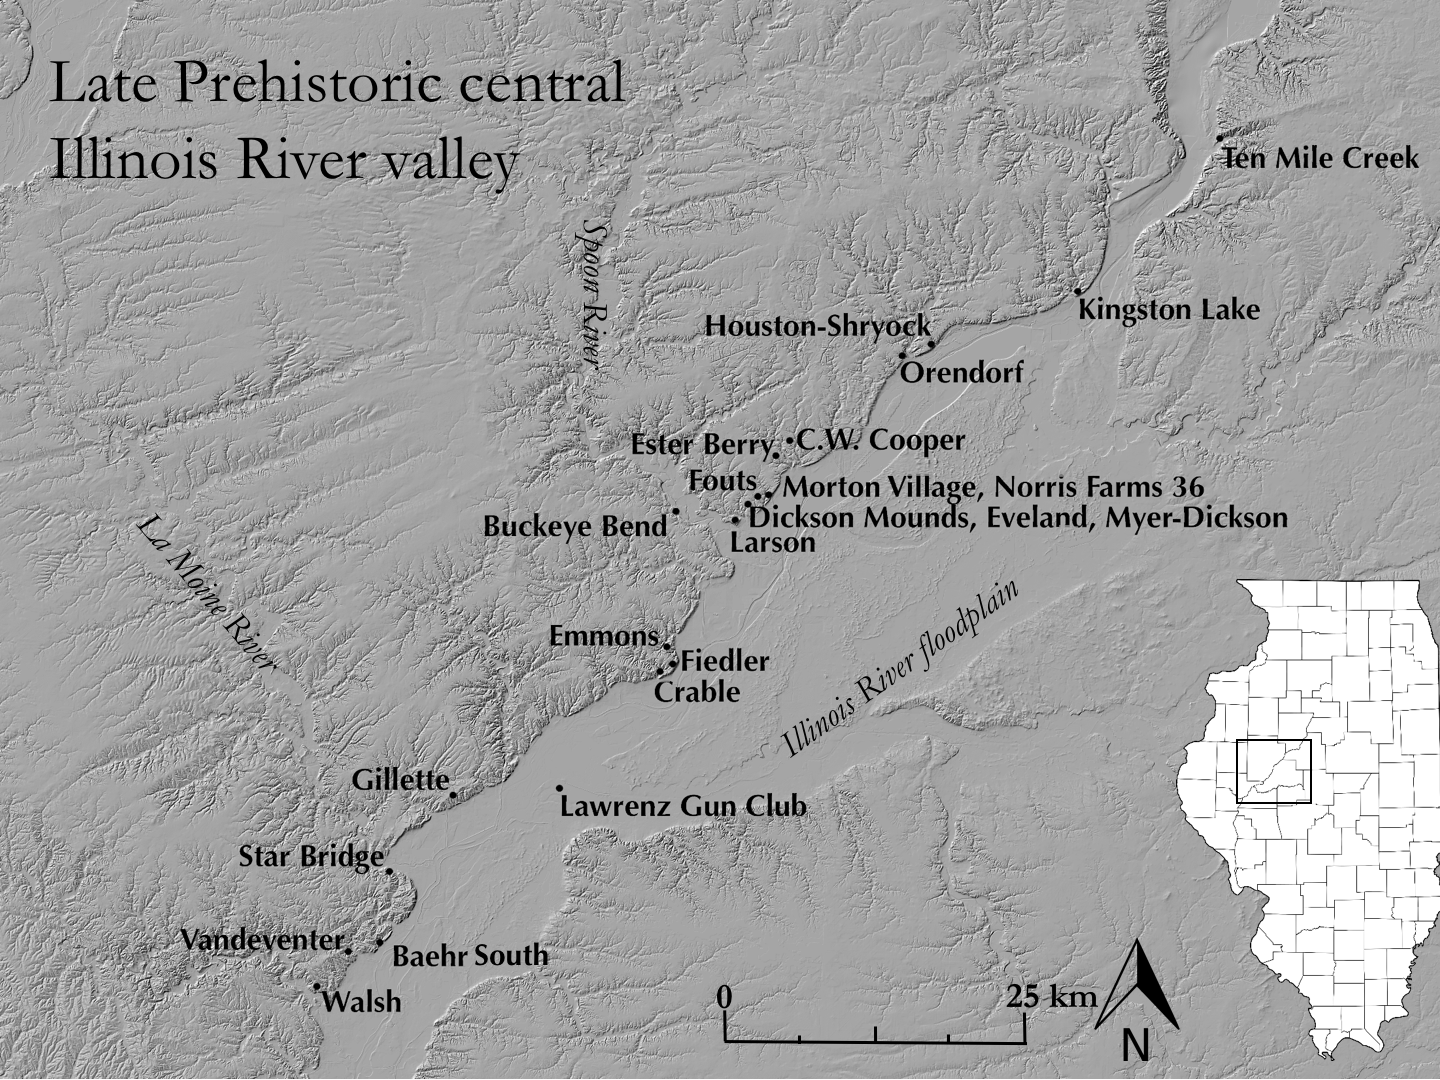 Late Prehistoric central
Illinois River valley
Ten Mile Creek
Spoon River
Kingston Lake
Houston-Shryock
Orendorf
Ester Berry
C.W. Cooper
Fouts
Morton Village, Norris Farms 36
Buckeye Bend
Dickson Mounds, Eveland, Myer-Dickson
Larson
La Moine River
Illinois River floodplain
Emmons
Fiedler
Crable
Gillette
Lawrenz Gun Club
Star Bridge
Vandeventer
Baehr South
Walsh
0
25 km
N